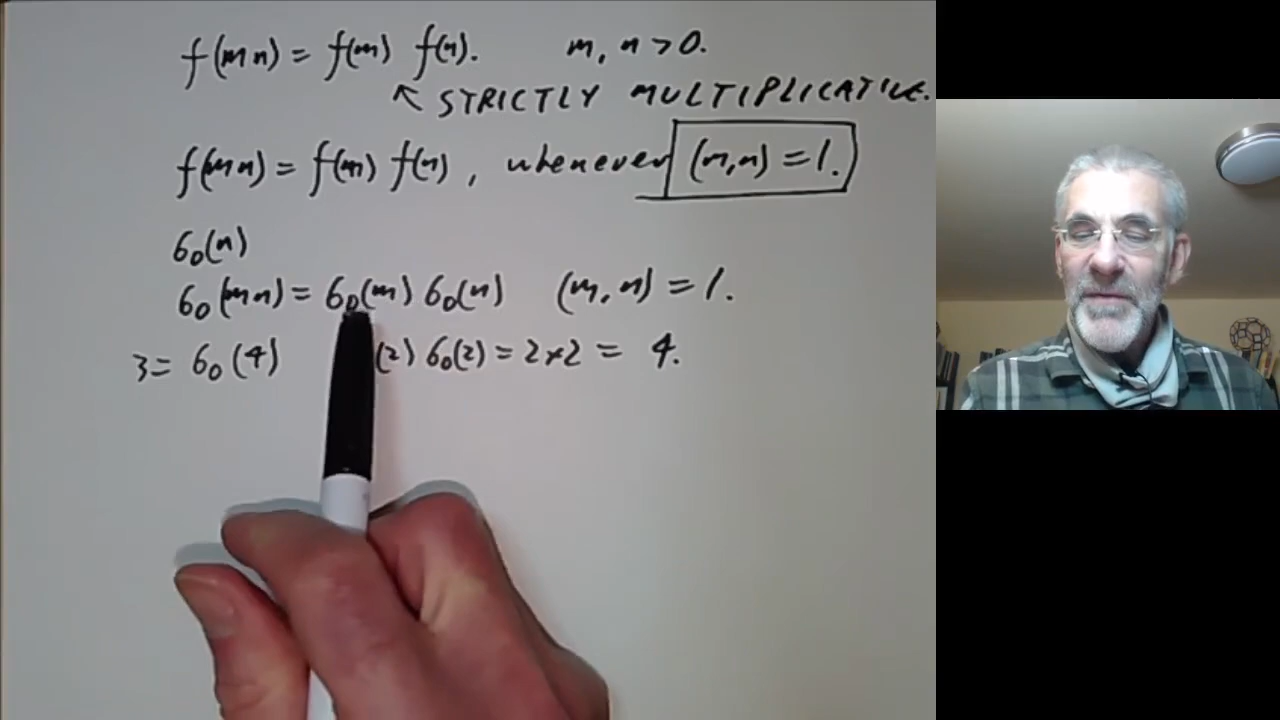 f(mn) = f(m) f(n). m, n > 0.
↖ STRICTLY MULTIPLICATIVE.
f(mn) = f(m) f(n), whenever (m,n) = 1.
σ₀(n)
σ₀(mn) = σ₀(m) σ₀(n) (m, n) = 1.
3 = σ₀(4) (2) σ₀(2) = 2×2 = 4.